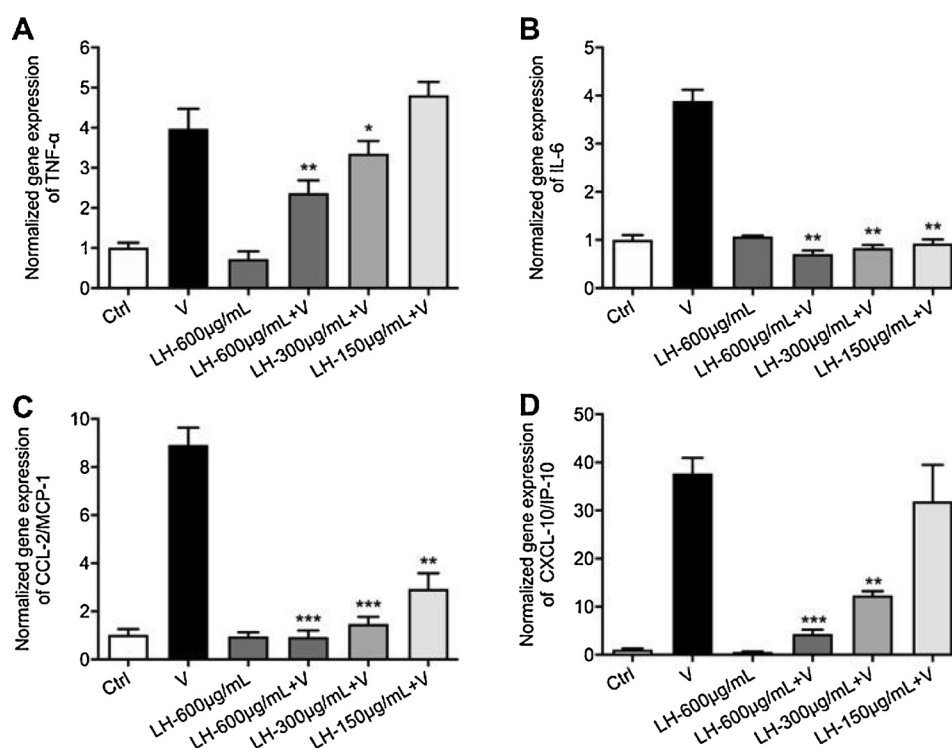 A
Normalized gene expression
of TNF-α
6
5
4
3
2
1
0
**
*
Ctrl
V
LH-600μg/mL
LH-600μg/mL+V
LH-300μg/mL+V
LH-150μg/mL+V
B
Normalized gene expression
of IL-6
5
4
3
2
1
0
**
**
**
Ctrl
V
LH-600μg/mL
LH-600μg/mL+V
LH-300μg/mL+V
LH-150μg/mL+V
C
Normalized gene expression
of CCL-2/MCP-1
10
8
6
4
2
0
***
***
**
Ctrl
V
LH-600μg/mL
LH-600μg/mL+V
LH-300μg/mL+V
LH-150μg/mL+V
D
Normalized gene expression
of CXCL-10/IP-10
50
40
30
20
10
0
***
**
Ctrl
V
LH-600μg/mL
LH-600μg/mL+V
LH-300μg/mL+V
LH-150μg/mL+V